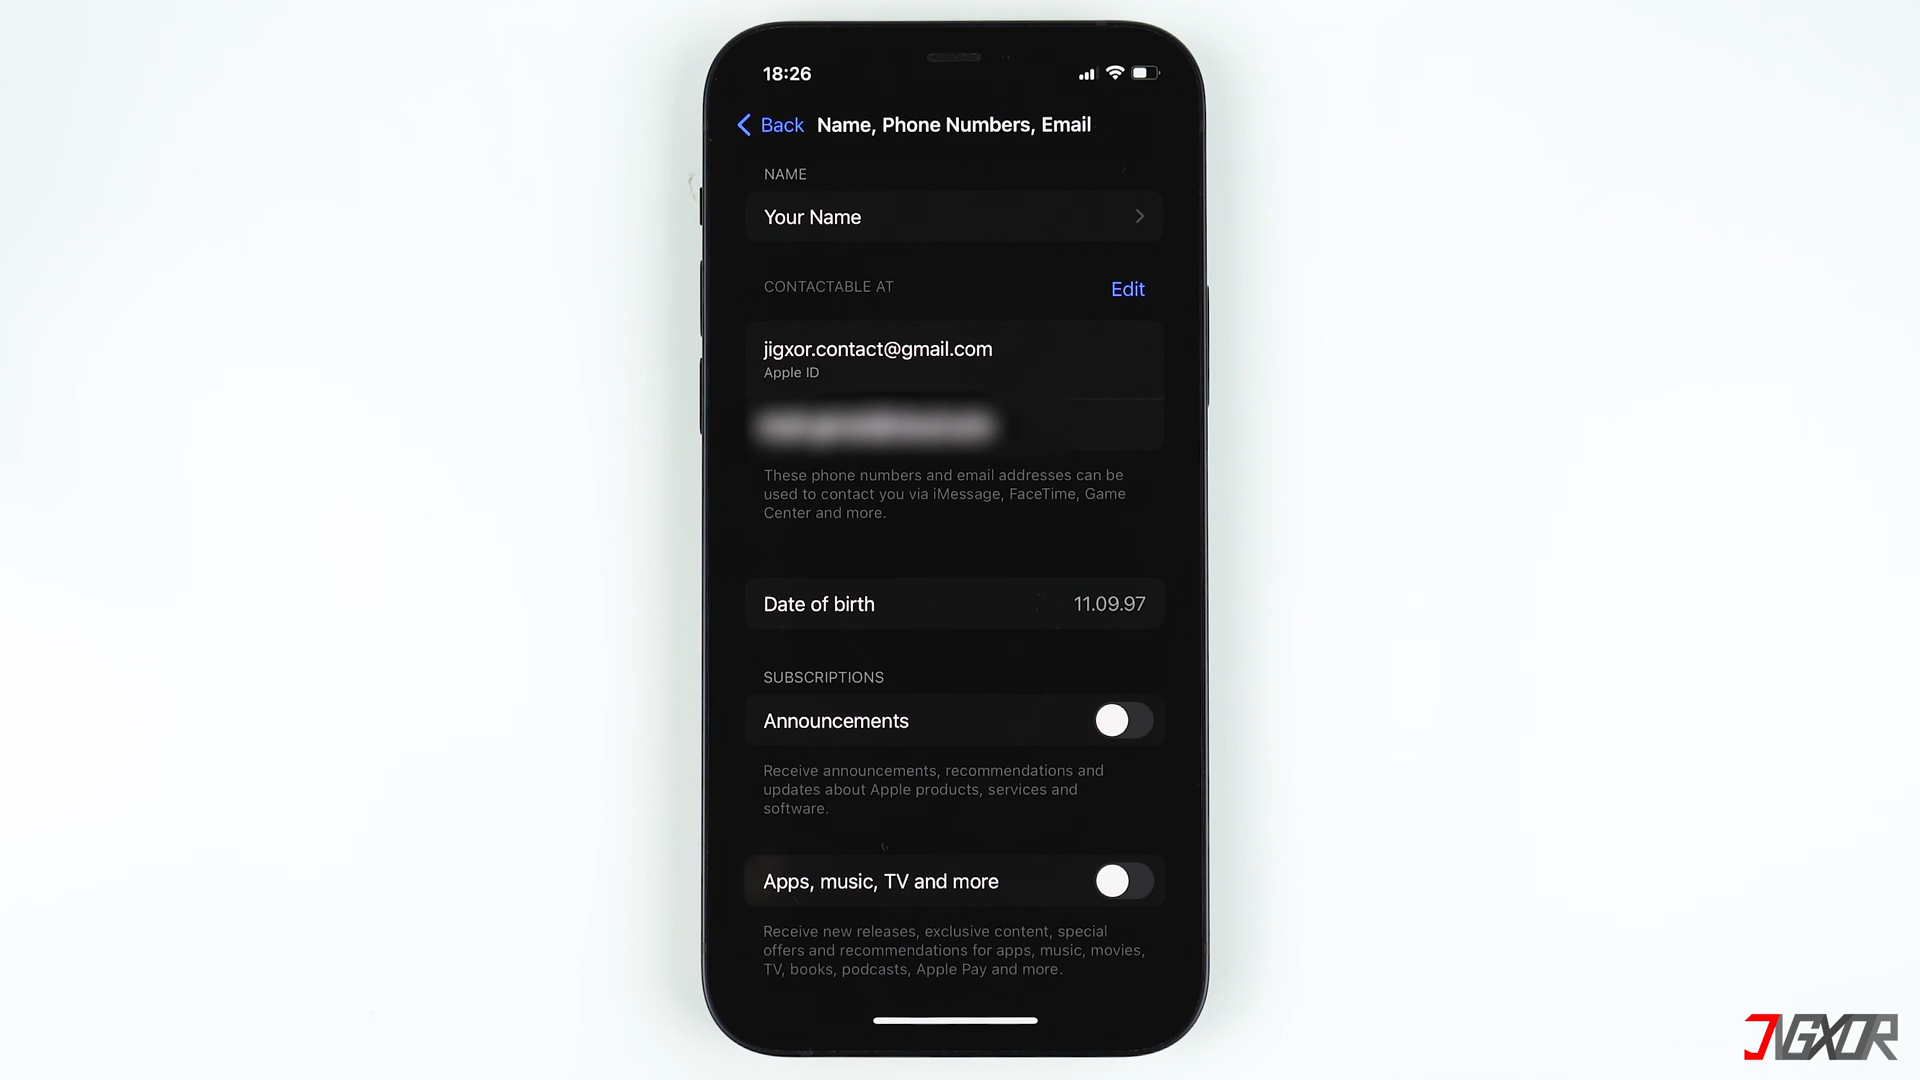 18:26
Back Name, Phone Numbers, Email
NAME
Your Name
CONTACTABLE AT
Edit
jigxor.contact@gmail.com
Apple ID
These phone numbers and email addresses can be
used to contact you via iMessage, FaceTime, Game
Center and more.
Date of birth 11.09.97
SUBSCRIPTIONS
Announcements
Receive announcements, recommendations and
updates about Apple products, services and
software.
Apps, music, TV and more
Receive new releases, exclusive content, special
offers and recommendations for apps, music, movies,
TV, books, podcasts, Apple Pay and more.
JIGXOR